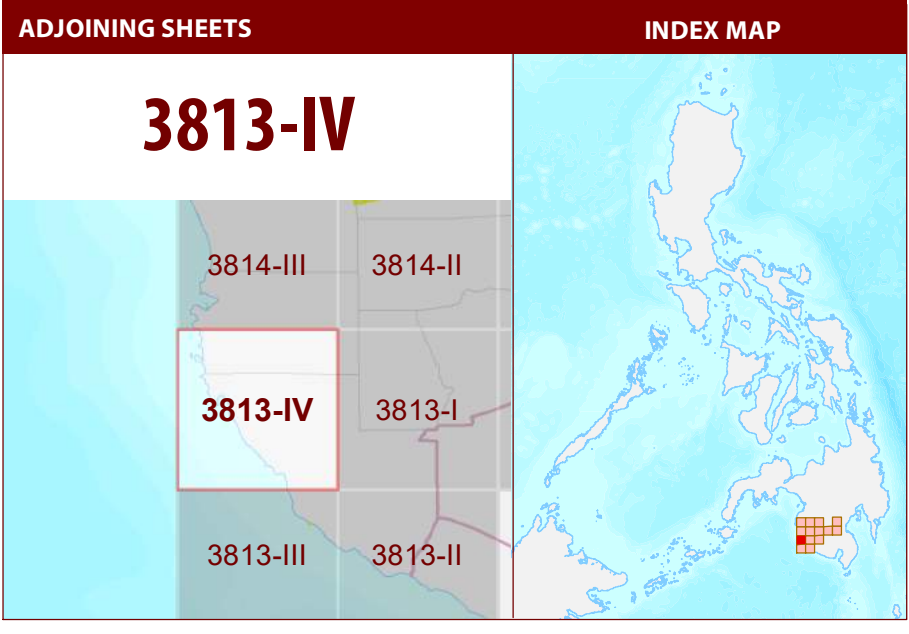 ADJOINING SHEETS
INDEX MAP
3813-IV
3814-III
3814-II
3813-IV
3813-I
3813-III
3813-II